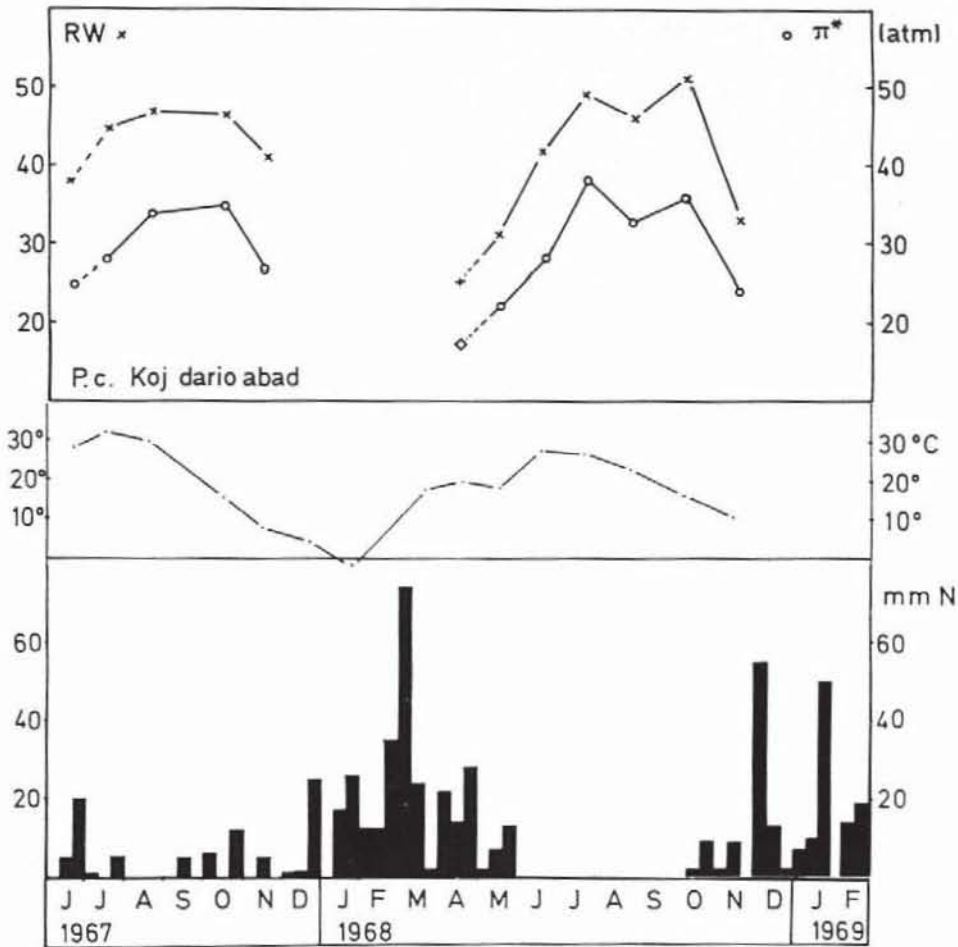 RW × ○ π* (atm)
50 50
40 40
30 30
20 20
P.c. Koj dario abad
30° 30 °C
20° 20°
10° 10°
mm N
60 60
40 40
20 20
J J A S O N D J F M A M J J A S O N D J F
1967 1968 1969